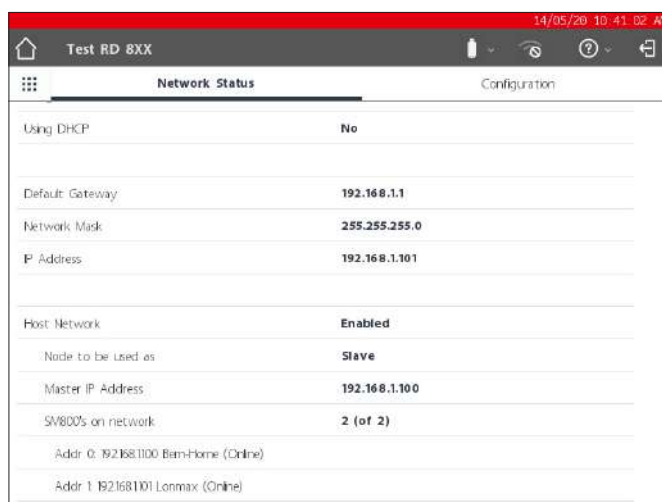 14/05/20 10:41:02 A
Test RD 8XX
Network Status Configuration
Using DHCP No
Default Gateway 192.168.1.1
Network Mask 255.255.255.0
IP Address 192.168.1.101
Host Network Enabled
Node to be used as Slave
Master IP Address 192.168.1.100
SM800's on network 2 (of 2)
Addr 0: 192.168.1.100 Bern-Home (Online)
Addr 1: 192.168.1.101 Lonmax (Online)